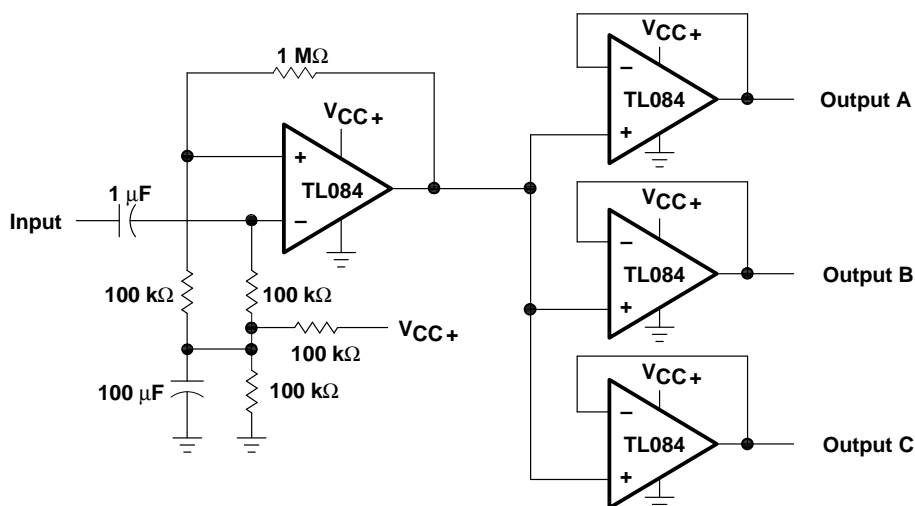 1 MΩ
VCC+
+
TL084
−
1 μF
Input
100 kΩ
100 kΩ
VCC+
100 kΩ
100 μF
100 kΩ
VCC+
−
TL084
+
Output A
VCC+
−
TL084
+
Output B
VCC+
−
TL084
+
Output C